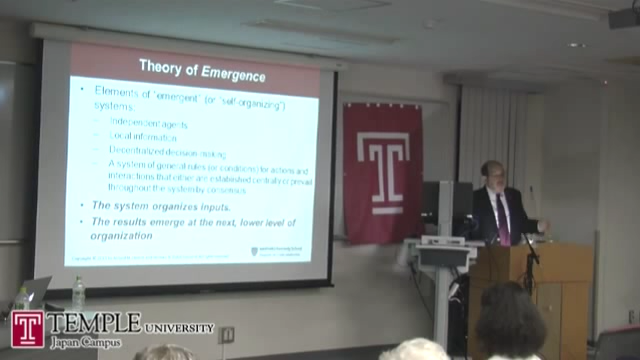 Theory of Emergence
• Elements of "emergent" (or "self organizing")
systems:
– Independent agents
– Local information
– Decentralized decision making
– A system of general rules (or conditions) for actions and
interactions that either are established centrally or prevail
throughout the system by consensus
• The system organizes inputs.
• The results emerge at the next, lower level of
organization
TEMPLE UNIVERSITY
Japan Campus